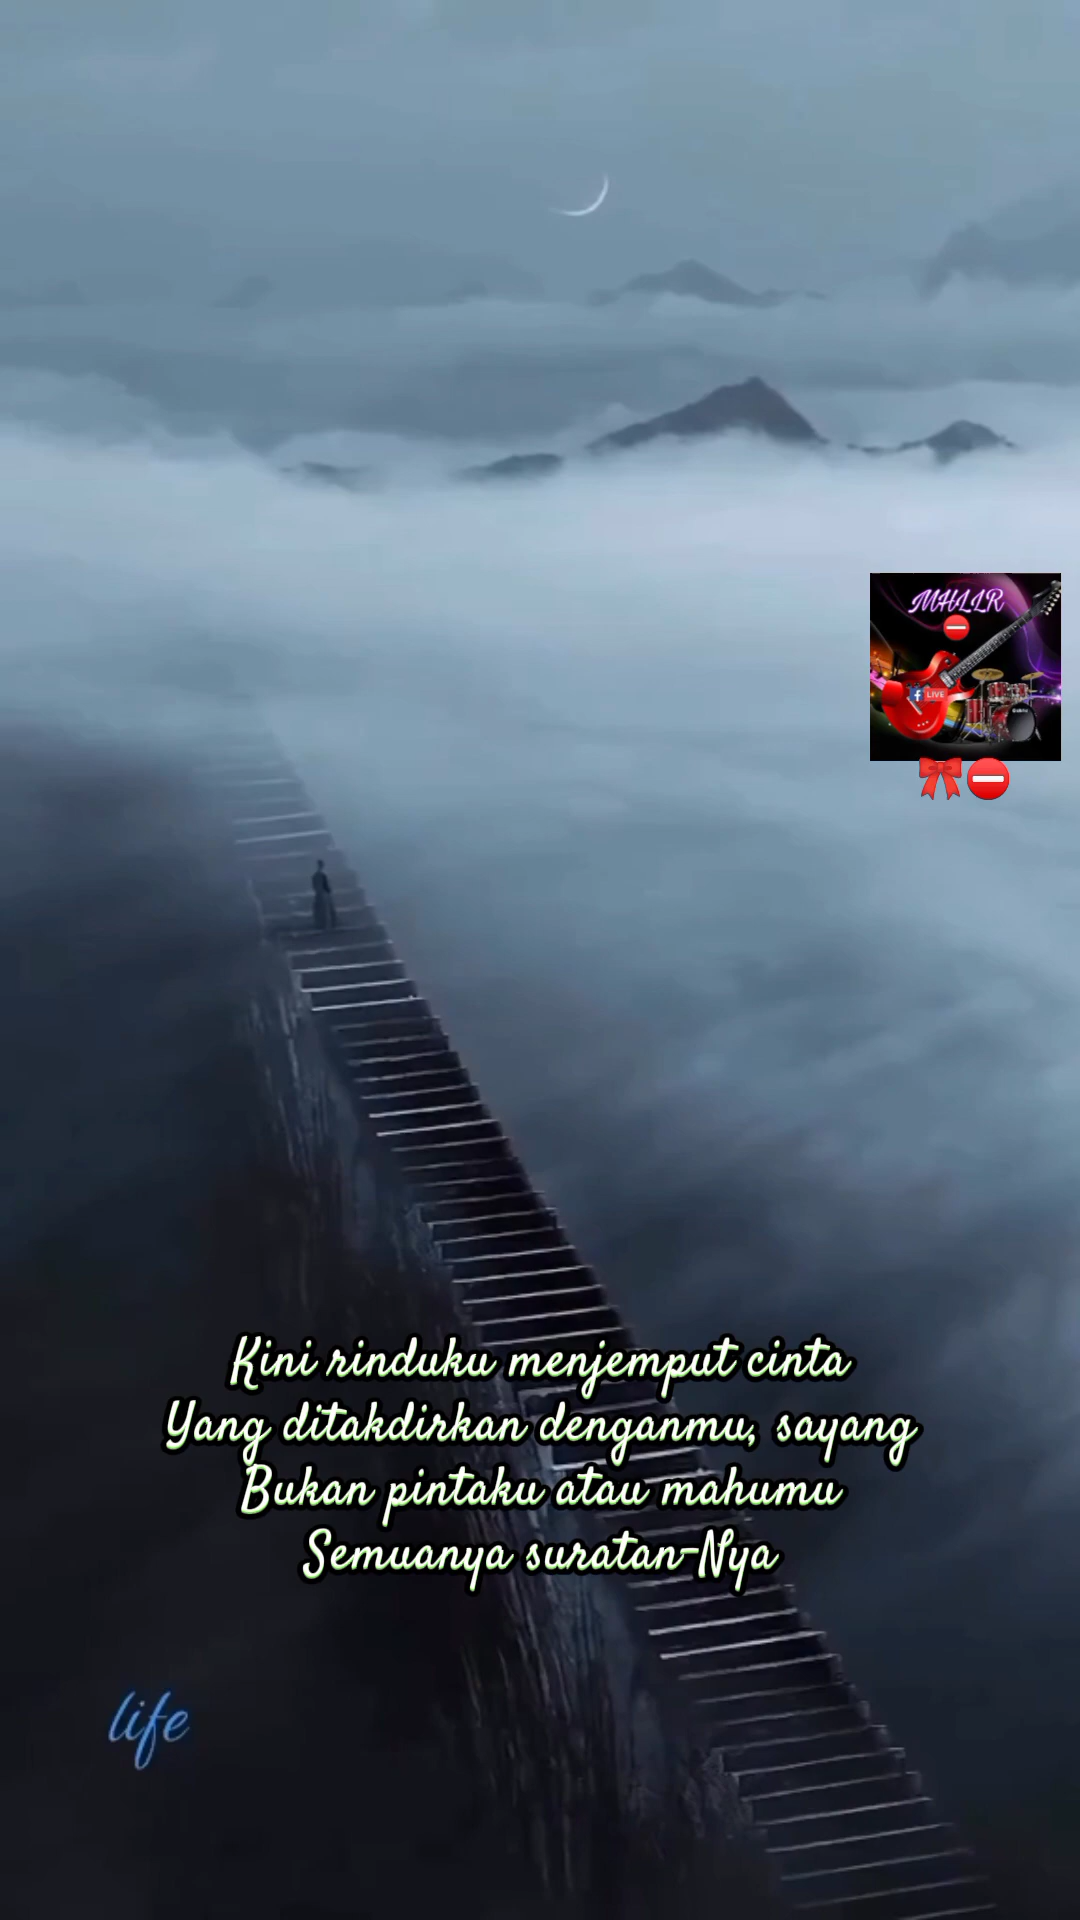 MHLLR
LIVE
Kini rinduku menjemput cinta
Yang ditakdirkan denganmu, sayang
Bukan pintaku atau mahumu
Semuanya suratan-Nya
life